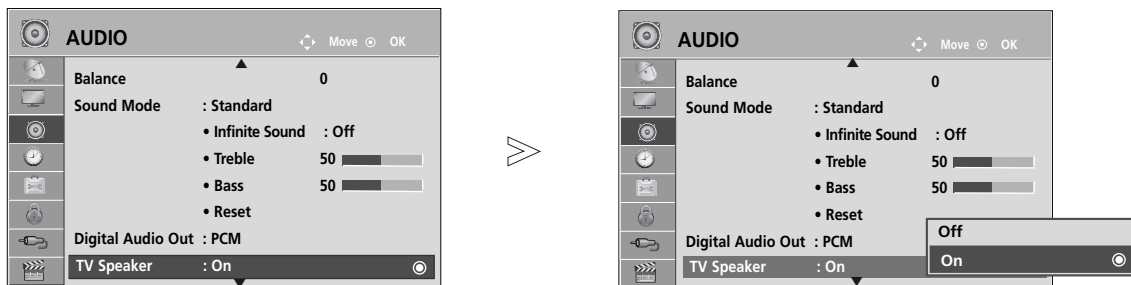 AUDIO
Move OK
Balance 0
Sound Mode : Standard
• Infinite Sound : Off
• Treble 50
• Bass 50
• Reset
Digital Audio Out : PCM
TV Speaker : On
>
AUDIO
Move OK
Balance 0
Sound Mode : Standard
• Infinite Sound : Off
• Treble 50
• Bass 50
• Reset
Digital Audio Out : PCM
TV Speaker : On
Off
On